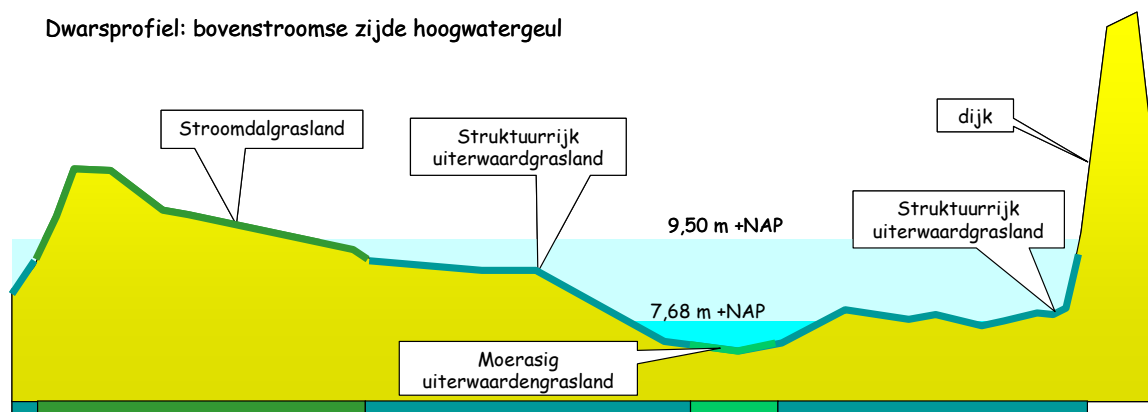 Dwarsprofiel: bovenstroomse zijde hoogwatergeul
Stroomdalgrasland
Struktuurrijk
uiterwaardgrasland
dijk
Struktuurrijk
uiterwaardgrasland
9,50 m +NAP
7,68 m +NAP
Moerasig
uiterwaardengrasland